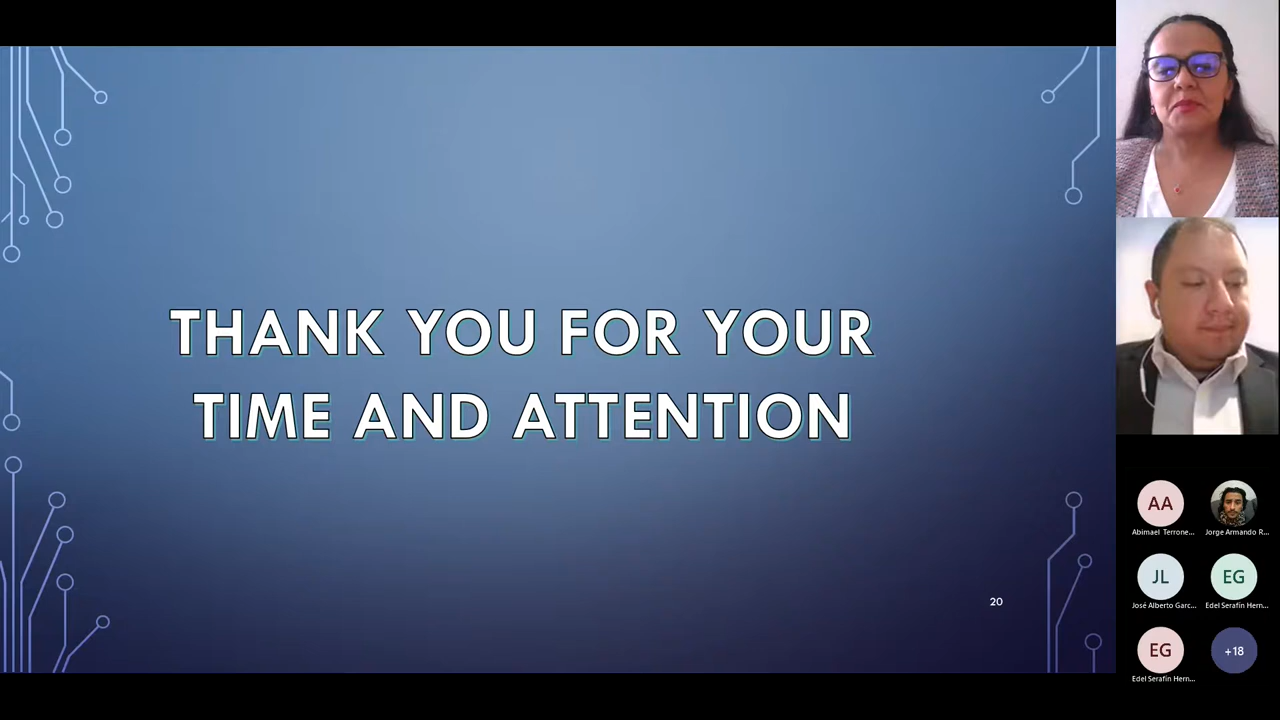 THANK YOU FOR YOUR
TIME AND ATTENTION
20
AA
Abimael Terrone...
Jorge Armando R...
JL
EG
José Alberto Garc...
Edel Serafín Hern...
EG
+18
Edel Serafín Hern...